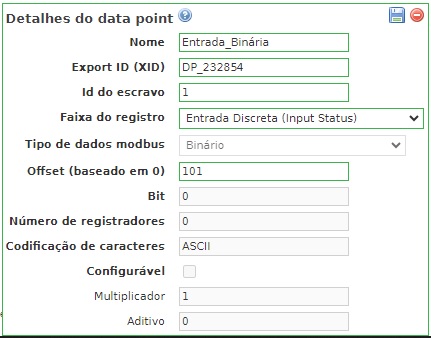 Detalhes do data point
Nome Entrada_Binária
Export ID (XID) DP_232854
Id do escravo 1
Faixa do registro Entrada Discreta (Input Status)
Tipo de dados modbus Binário
Offset (baseado em 0) 101
Bit 0
Número de registradores 0
Codificação de caracteres ASCII
Configurável
Multiplicador 1
Aditivo 0